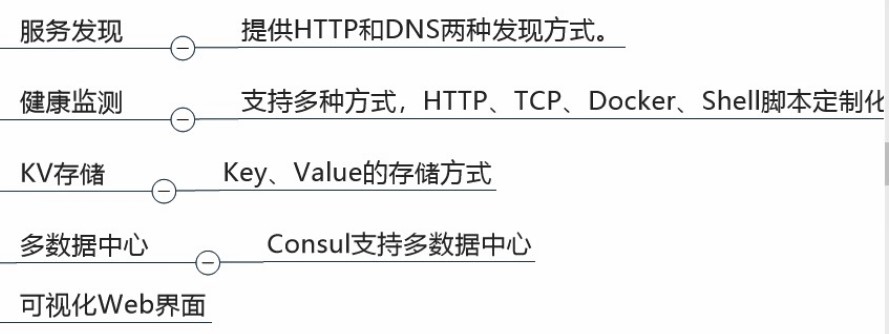 服务发现 提供HTTP和DNS两种发现方式。
健康监测 支持多种方式，HTTP、TCP、Docker、Shell脚本定制化
KV存储 Key、Value的存储方式
多数据中心 Consul支持多数据中心
可视化Web界面